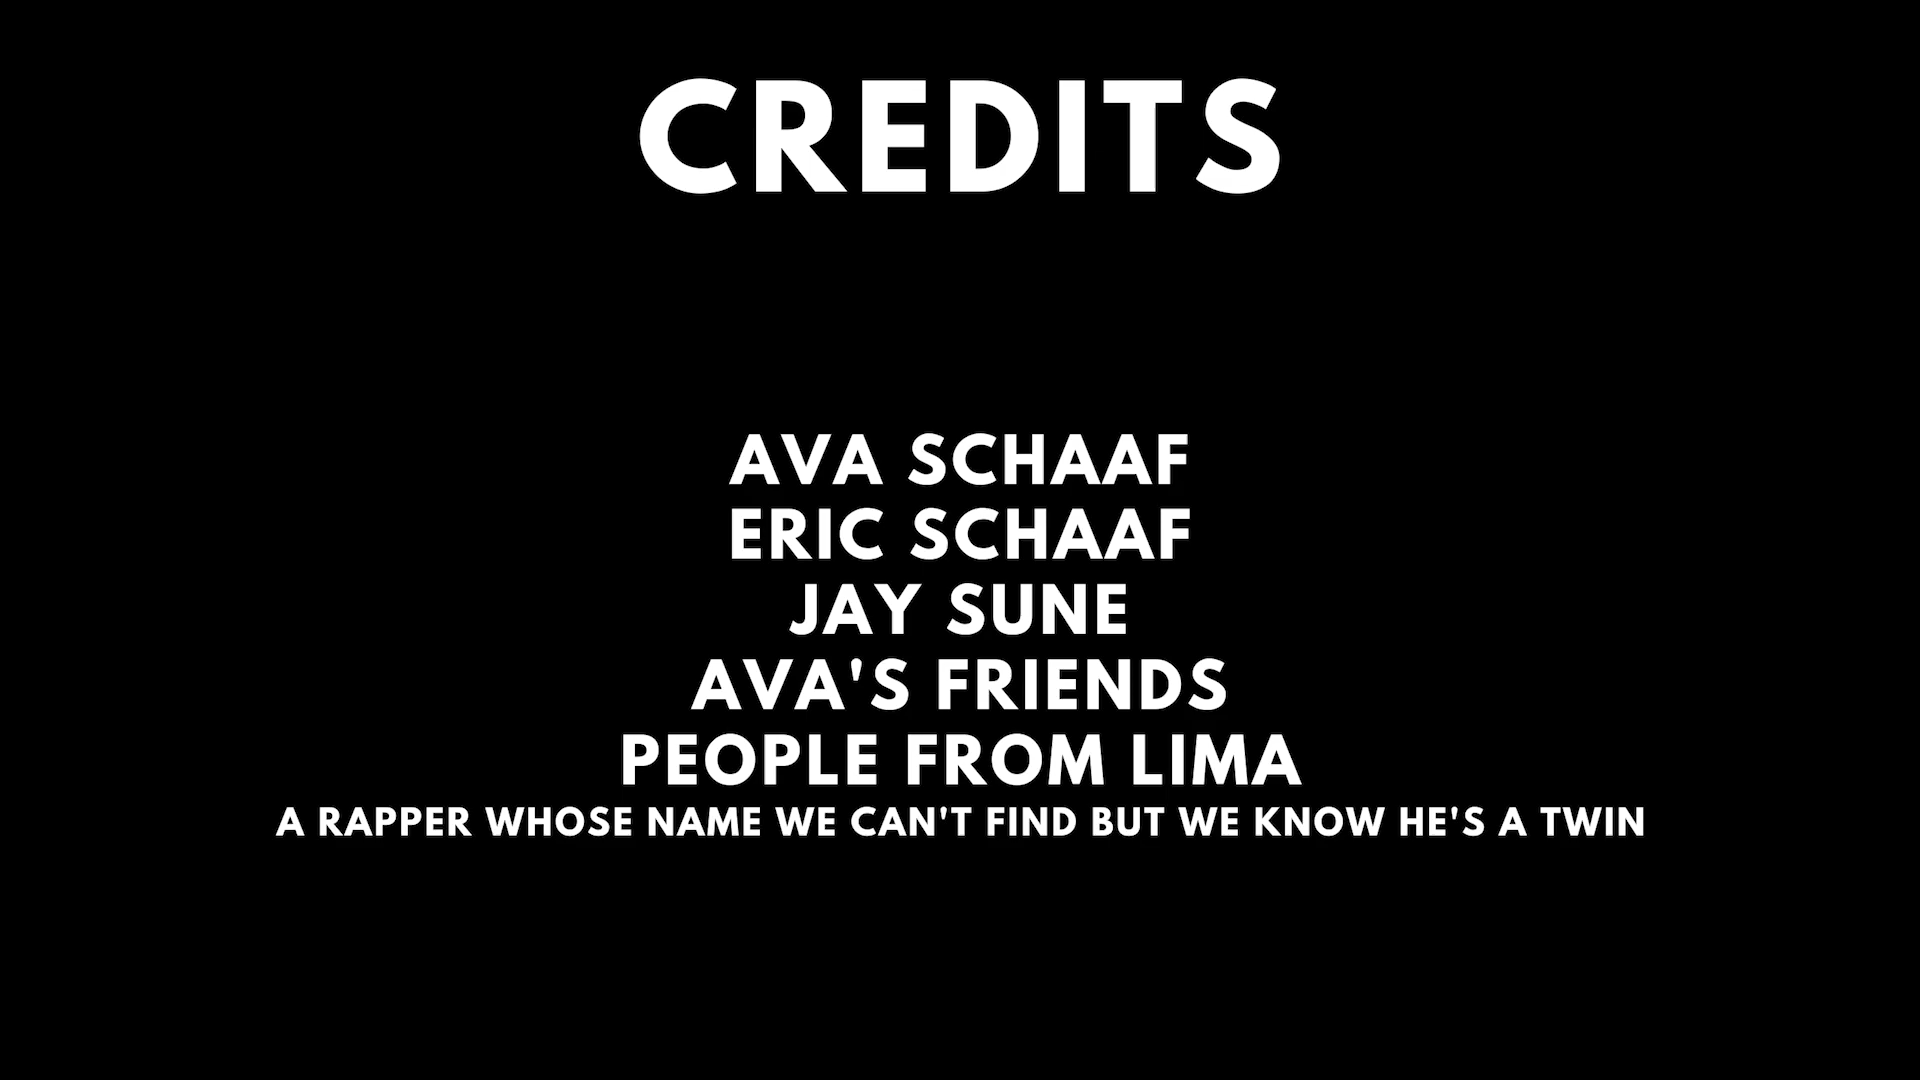 CREDITS
AVA SCHAAF
ERIC SCHAAF
JAY SUNE
AVA'S FRIENDS
PEOPLE FROM LIMA
A RAPPER WHOSE NAME WE CAN'T FIND BUT WE KNOW HE'S A TWIN